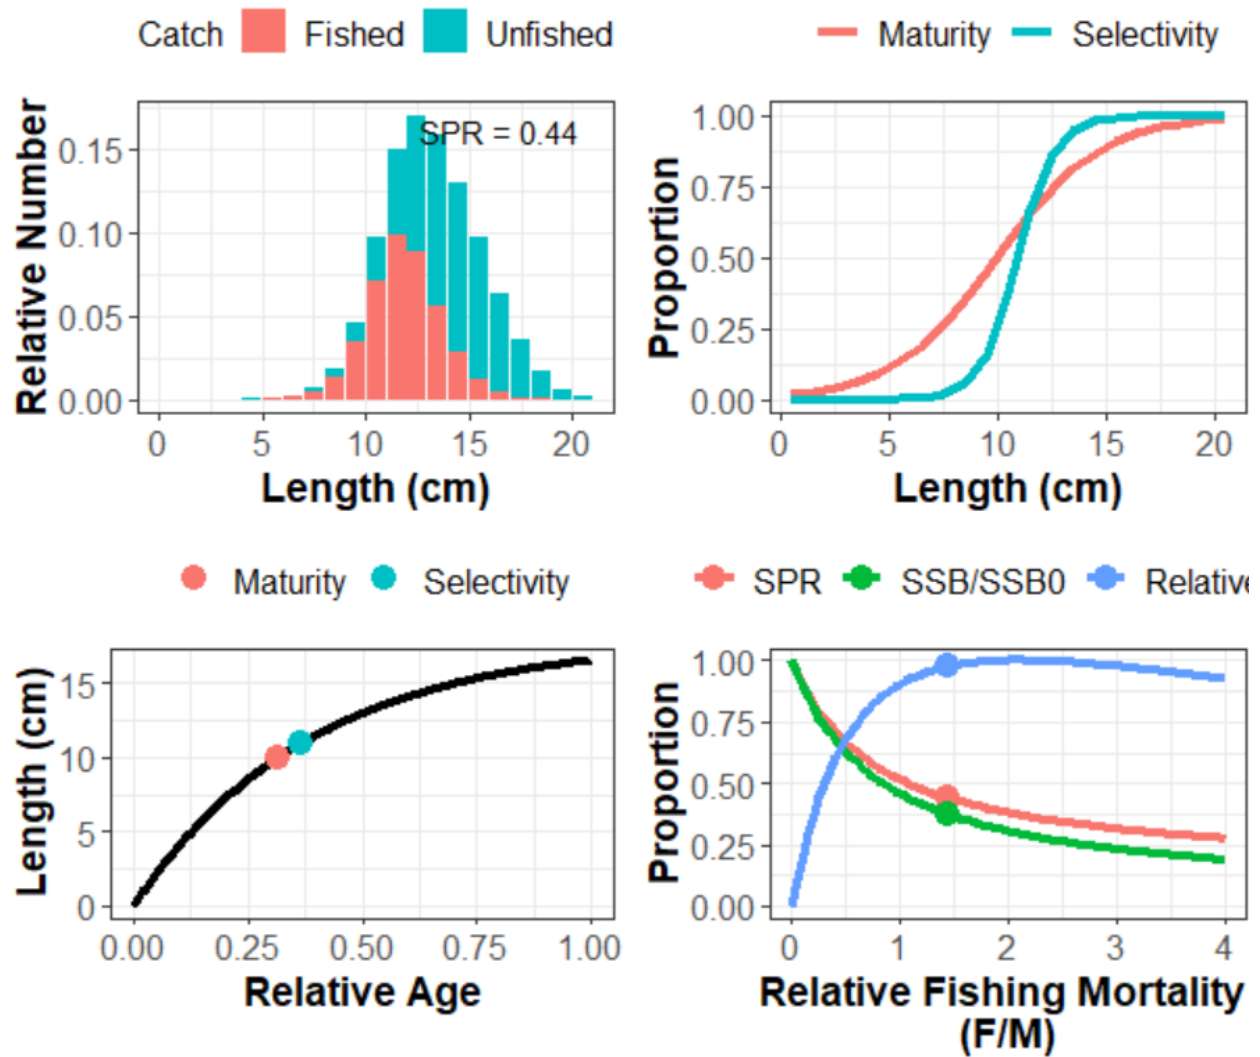 Catch Fished Unfished
SPR = 0.44
Relative Number
0.15
0.10
0.05
0.00
0 5 10 15 20
Length (cm)
Maturity Selectivity
Proportion
1.00
0.75
0.50
0.25
0.00
0 5 10 15 20
Length (cm)
Maturity Selectivity
Length (cm)
15
10
5
0
0.00 0.25 0.50 0.75 1.00
Relative Age
SPR SSB/SSB0 Relative
Proportion
1.00
0.75
0.50
0.25
0.00
0 1 2 3 4
Relative Fishing Mortality
(F/M)